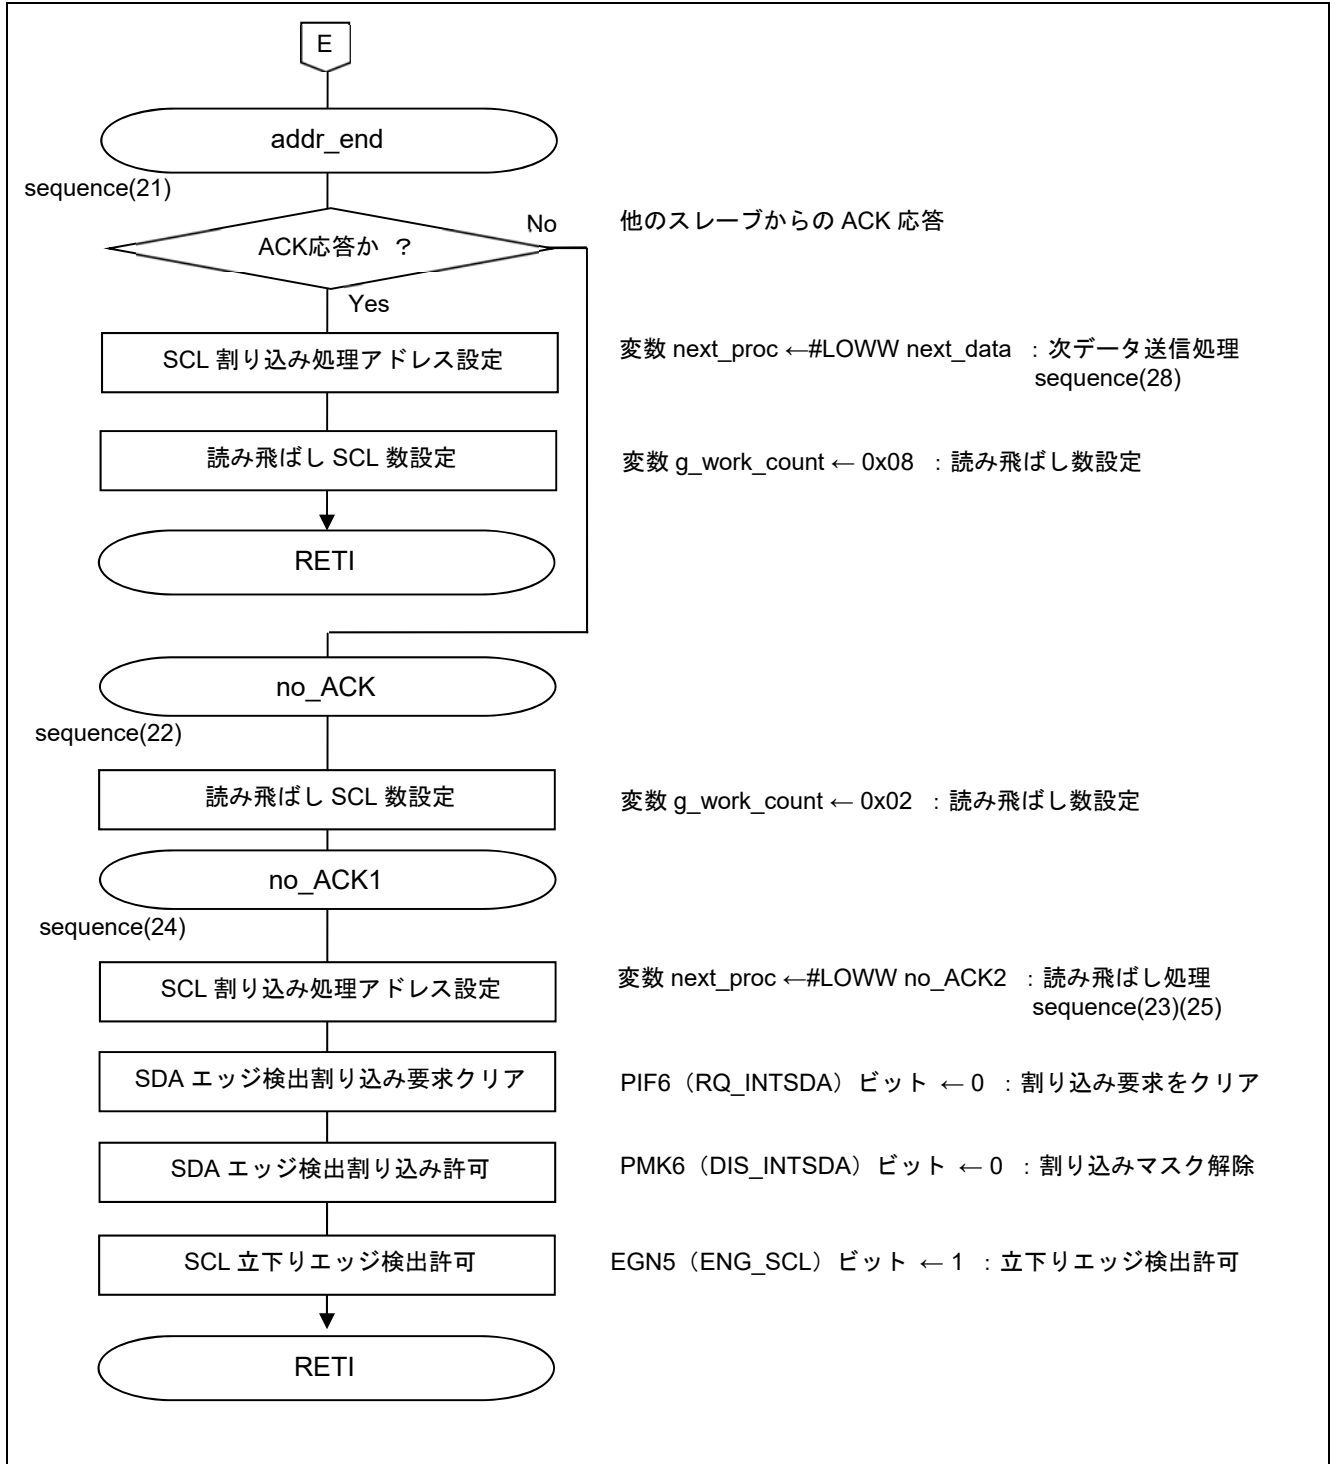 E
addr_end
sequence(21)
ACK応答か ？
No
他のスレーブからの ACK 応答
Yes
SCL 割り込み処理アドレス設定
変数 next_proc ←#LOWW next_data ：次データ送信処理
sequence(28)
読み飛ばし SCL 数設定
変数 g_work_count ← 0x08 ：読み飛ばし数設定
RETI
no_ACK
sequence(22)
読み飛ばし SCL 数設定
変数 g_work_count ← 0x02 ：読み飛ばし数設定
no_ACK1
sequence(24)
SCL 割り込み処理アドレス設定
変数 next_proc ←#LOWW no_ACK2 ：読み飛ばし処理
sequence(23)(25)
SDA エッジ検出割り込み要求クリア
PIF6（RQ_INTSDA）ビット ← 0 ：割り込み要求をクリア
SDA エッジ検出割り込み許可
PMK6（DIS_INTSDA）ビット ← 0 ：割り込みマスク解除
SCL 立下りエッジ検出許可
EGN5（ENG_SCL）ビット ← 1 ：立下りエッジ検出許可
RETI